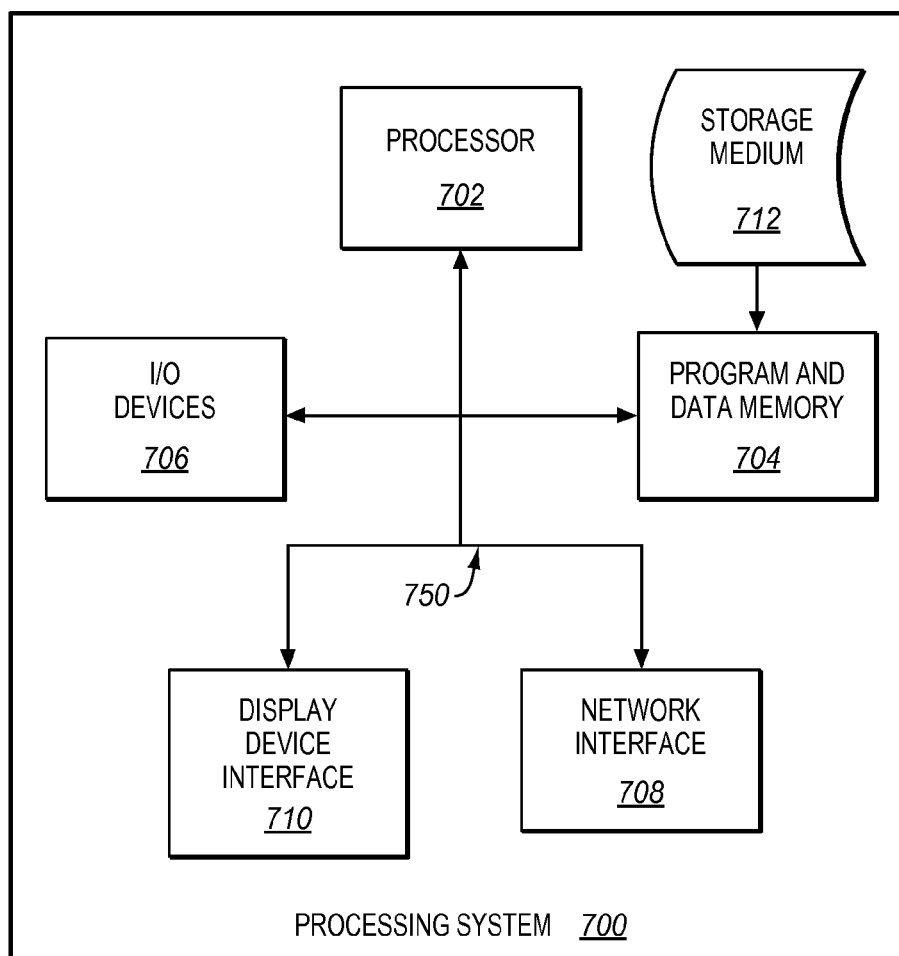 PROCESSOR
702
STORAGE
MEDIUM
712
I/O
DEVICES
706
PROGRAM AND
DATA MEMORY
704
750
DISPLAY
DEVICE
INTERFACE
710
NETWORK
INTERFACE
708
PROCESSING SYSTEM 700